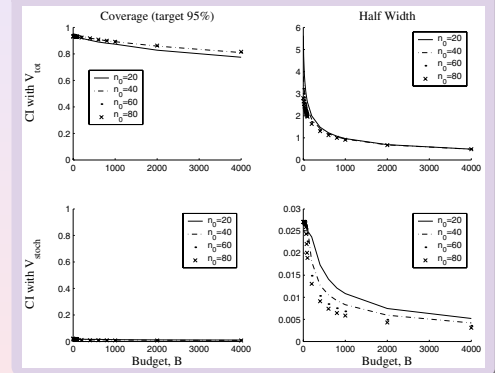 Coverage (target 95%)
Half Width
CI with V_tot
1
0.8
0.6
0.4
0.2
0
0 1000 2000 3000 4000
n_0=20
n_0=40
n_0=60
n_0=80
6
5
4
3
2
1
0
0 1000 2000 3000 4000
n_0=20
n_0=40
n_0=60
n_0=80
CI with V_stoch
1
0.8
0.6
0.4
0.2
0
0 1000 2000 3000 4000
Budget, B
n_0=20
n_0=40
n_0=60
n_0=80
0.03
0.025
0.02
0.015
0.01
0.005
0
0 1000 2000 3000 4000
Budget, B
n_0=20
n_0=40
n_0=60
n_0=80